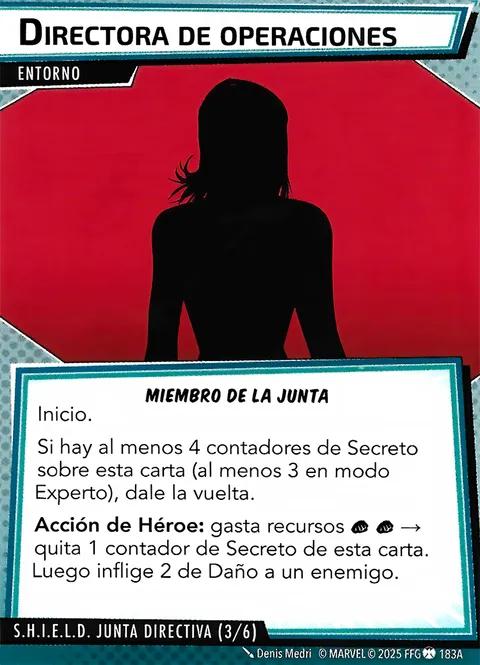 DIRECTORA DE OPERACIONES
ENTORNO
MIEMBRO DE LA JUNTA
Inicio.
Si hay al menos 4 contadores de Secreto
sobre esta carta (al menos 3 en modo
Experto), dale la vuelta.
Acción de Héroe: gasta recursos →
quita 1 contador de Secreto de esta carta.
Luego inflige 2 de Daño a un enemigo.
S.H.I.E.L.D. JUNTA DIRECTIVA (3/6)
Denis Medri © MARVEL © 2025 FFG 183A